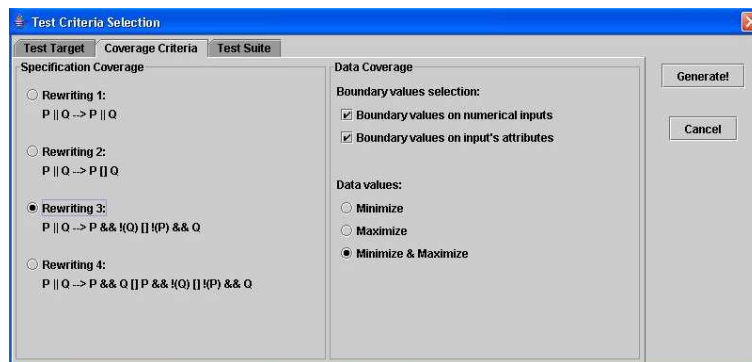 Test Criteria Selection
Test Target Coverage Criteria Test Suite
Specification Coverage
Rewriting 1:
P || Q --> P || Q
Rewriting 2:
P || Q --> P [] Q
Rewriting 3:
P || Q --> P && !(Q) [] !(P) && Q
Rewriting 4:
P || Q --> P && Q [] P && !(Q) [] !(P) && Q
Data Coverage
Boundary values selection:
Boundary values on numerical inputs
Boundary values on input's attributes
Data values:
Minimize
Maximize
Minimize & Maximize
Generate!
Cancel